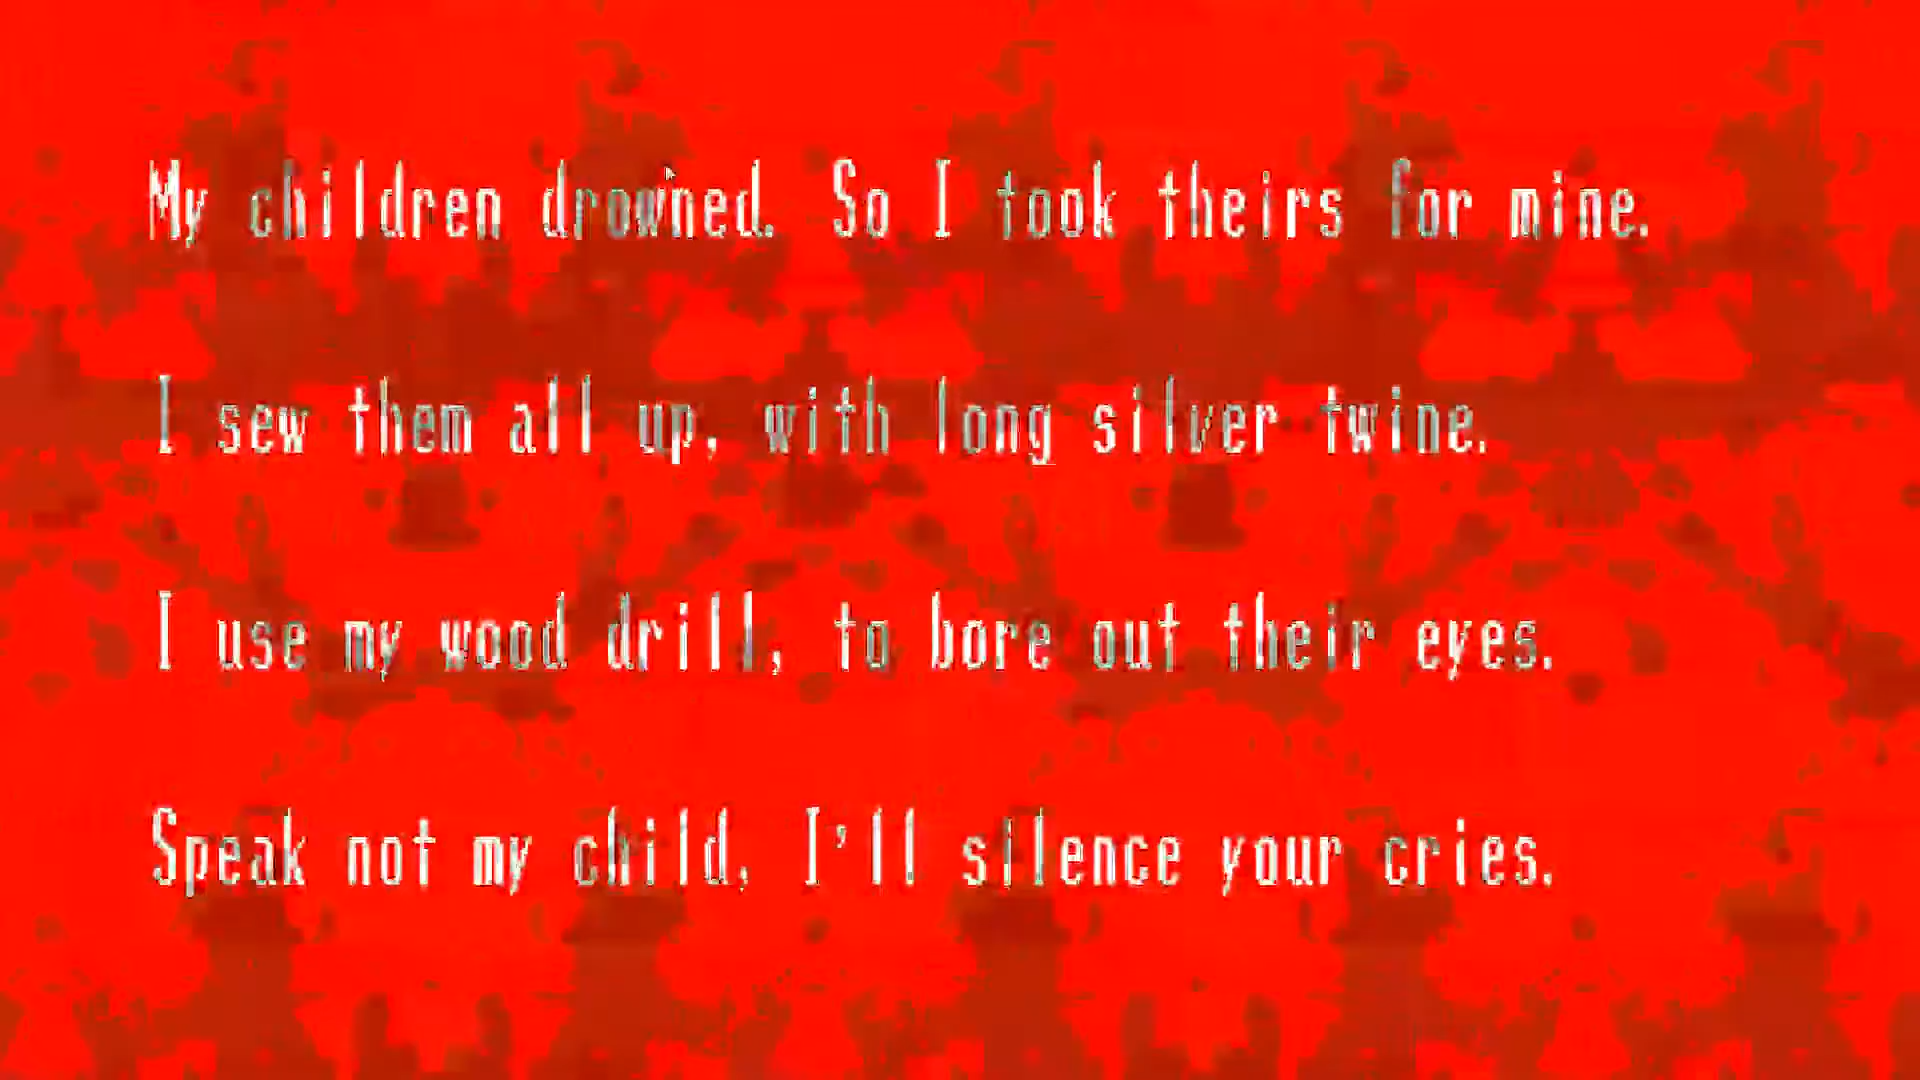 My children drowned. So I took theirs for mine.
I sew them all up, with long silver twine.
I use my wood drill, to bore out their eyes.
Speak not my child, I'll silence your cries.